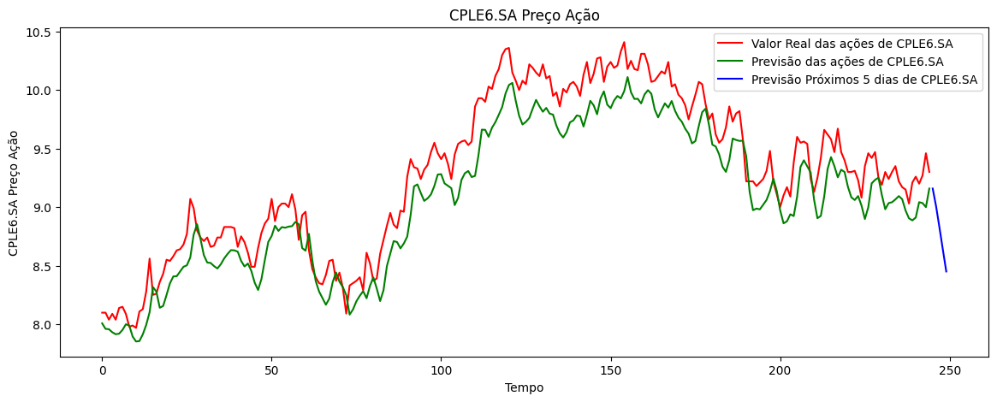 CPLE6.SA Preço Ação
CPLE6.SA Preço Ação
10.5
10.0
9.5
9.0
8.5
8.0
Valor Real das ações de CPLE6.SA
Previsão das ações de CPLE6.SA
Previsão Próximos 5 dias de CPLE6.SA
0 50 100 150 200 250
Tempo